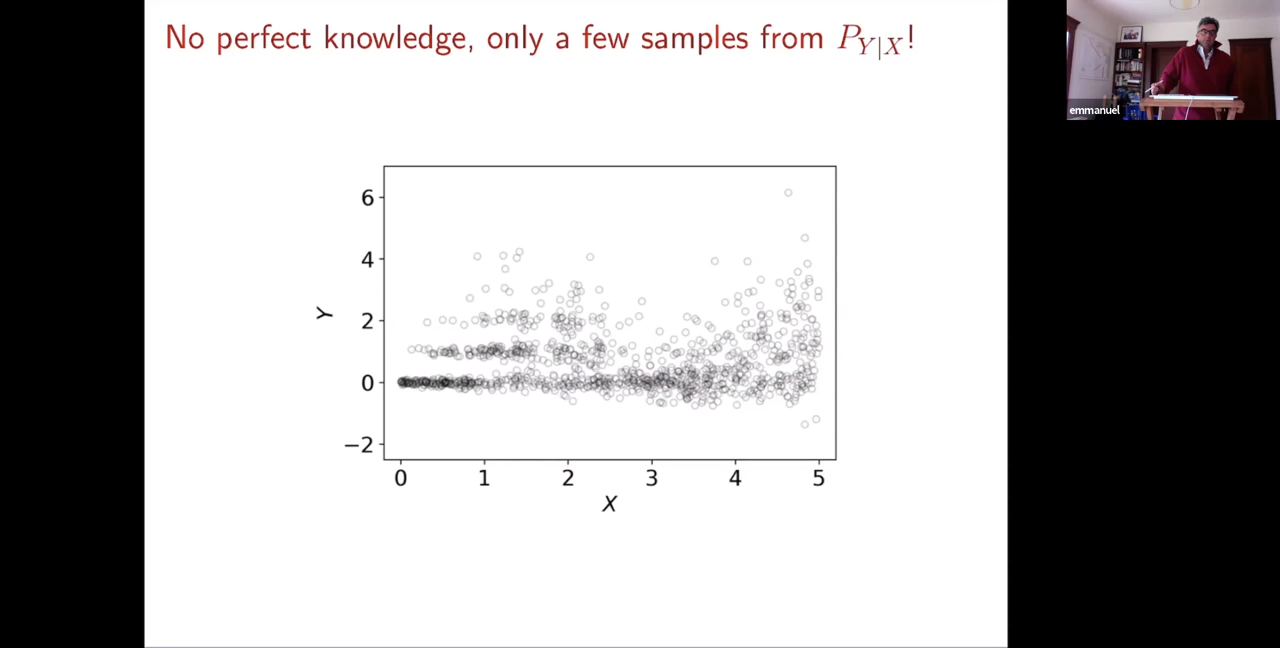 No perfect knowledge, only a few samples from P_{Y|X}!
emmanuel
6
4
2
0
−2
Y
0 1 2 3 4 5
X